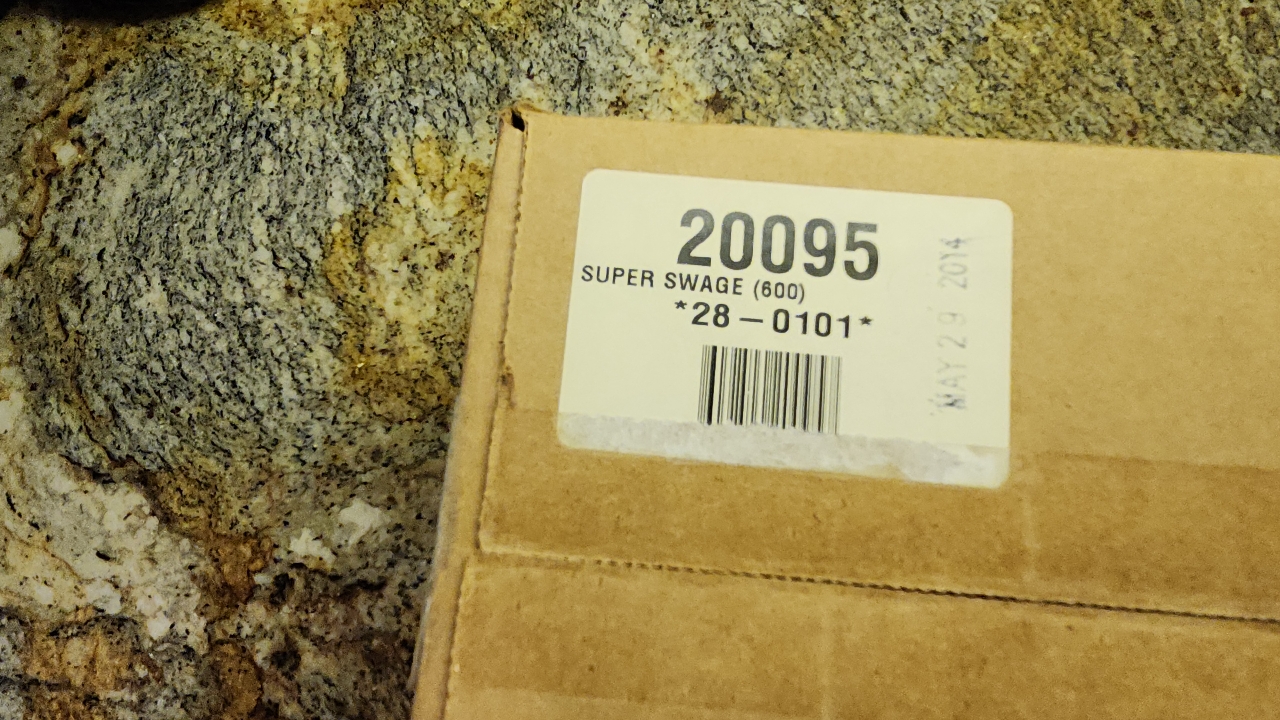 20095
SUPER SWAGE (600)
*28-0101*
MAY 29 2014